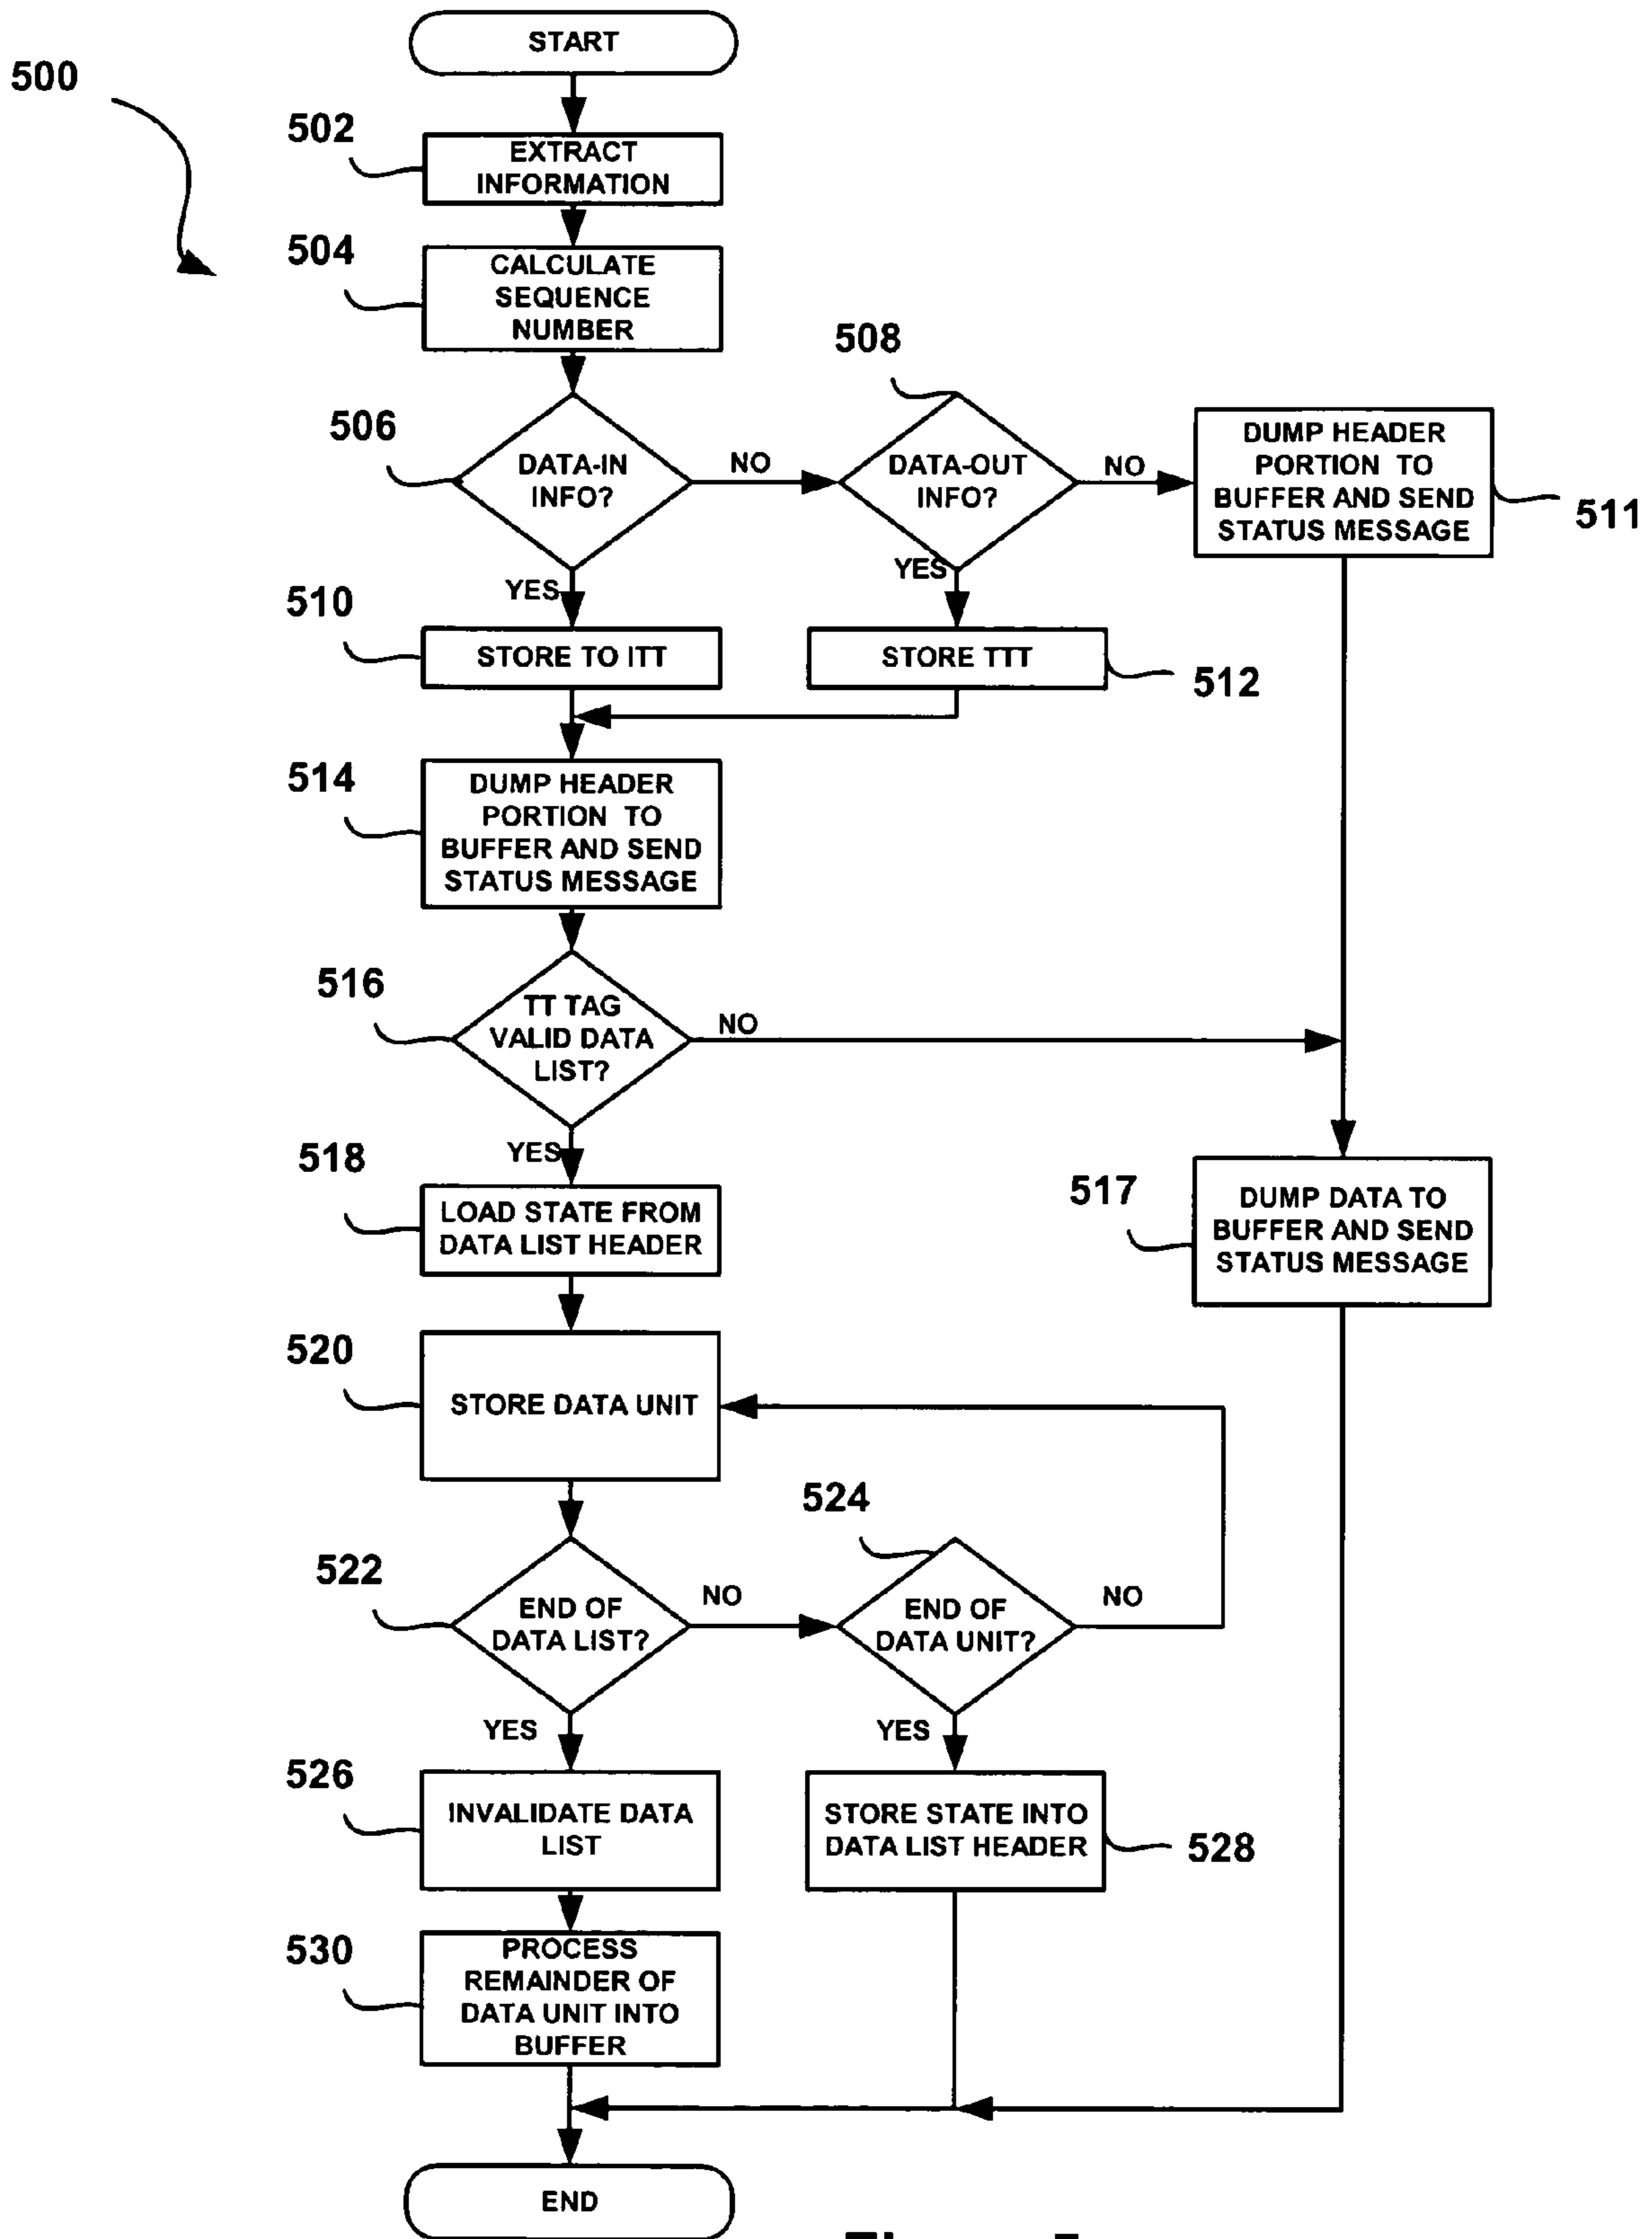 START
500
502
EXTRACT
INFORMATION
504
CALCULATE
SEQUENCE
NUMBER
508
506
DATA-IN
INFO?
NO
DATA-OUT
INFO?
NO
DUMP HEADER
PORTION TO
BUFFER AND SEND
STATUS MESSAGE
511
YES
YES
510
STORE TO ITT
STORE TTT
512
514
DUMP HEADER
PORTION TO
BUFFER AND SEND
STATUS MESSAGE
516
TT TAG
VALID DATA
LIST?
NO
YES
518
LOAD STATE FROM
DATA LIST HEADER
517
DUMP DATA TO
BUFFER AND SEND
STATUS MESSAGE
520
STORE DATA UNIT
524
522
END OF
DATA LIST?
NO
END OF
DATA UNIT?
NO
YES
YES
526
INVALIDATE DATA
LIST
STORE STATE INTO
DATA LIST HEADER
528
530
PROCESS
REMAINDER OF
DATA UNIT INTO
BUFFER
END